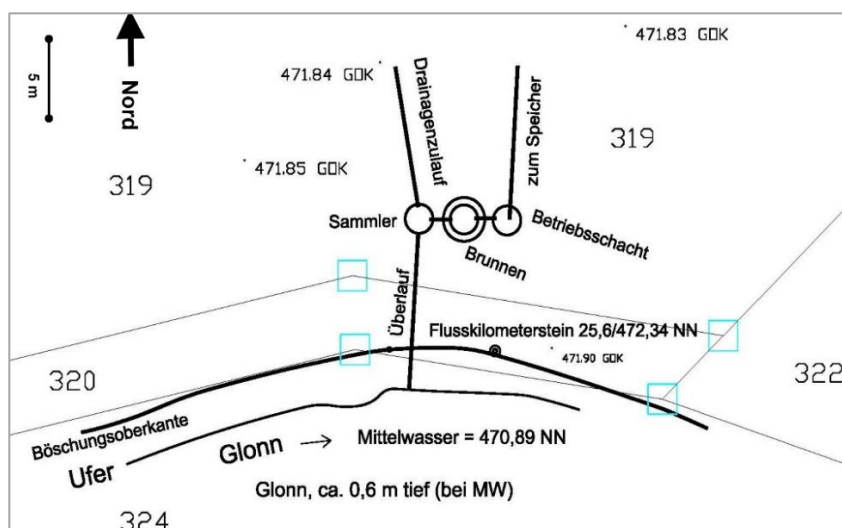 471.83 GOK
5 m
Nord
471.84 GOK
Drainagenzulauf
zum Speicher
319
319
471.85 GOK
Sammler
Betriebsschacht
Brunnen
Überlauf
Flusskilometerstein 25,6/472,34 NN
471.90 GOK
320
322
Böschungsoberkante
Ufer
Glonn → Mittelwasser = 470,89 NN
Glonn, ca. 0,6 m tief (bei MW)
324